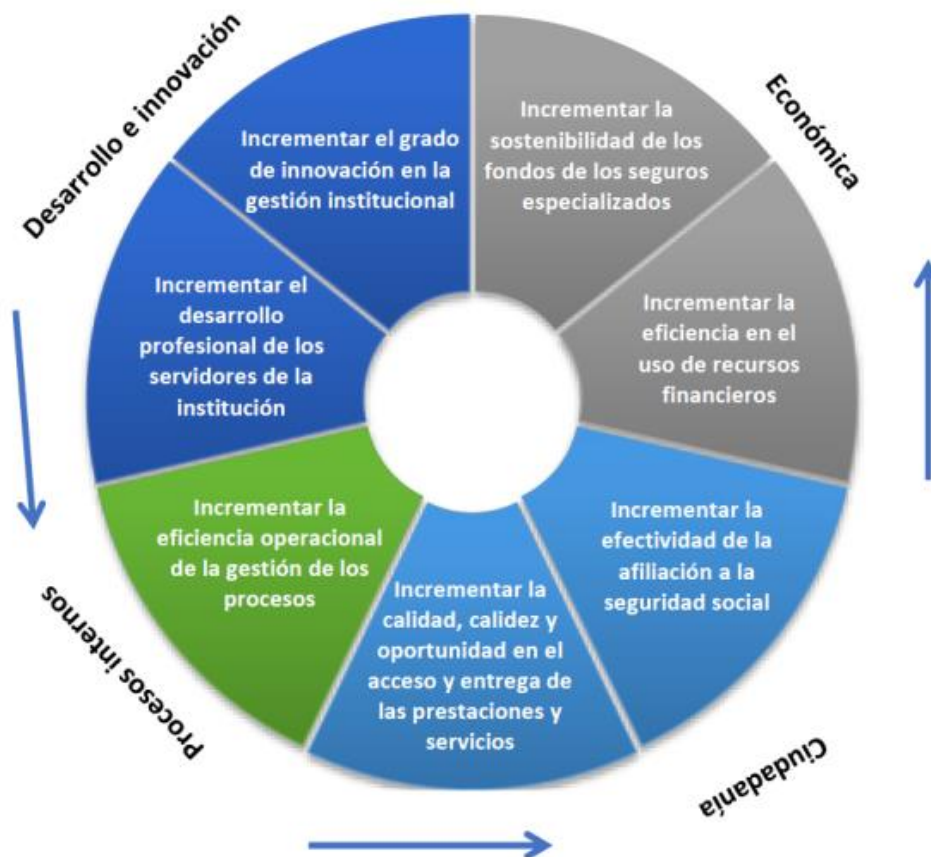 Desarrollo e innovación
Económica
Incrementar el grado
de innovación en la
gestión institucional
Incrementar la
sostenibilidad de los
fondos de los seguros
especializados
Incrementar el
desarrollo
profesional de los
servidores de la
institución
Incrementar la
eficiencia en el
uso de recursos
financieros
Incrementar la
eficiencia operacional
de la gestión de los
procesos
Incrementar la
calidad, calidez y
oportunidad en el
acceso y entrega de
las prestaciones y
servicios
Incrementar la
efectividad de la
afiliación a la
seguridad social
Procesos internos
Ciudadanía